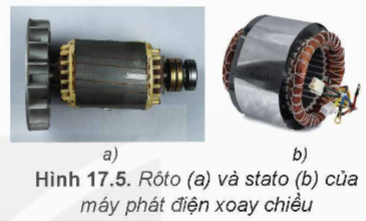 a)
b)
Hình 17.5. Rôto (a) và stato (b) của
máy phát điện xoay chiều